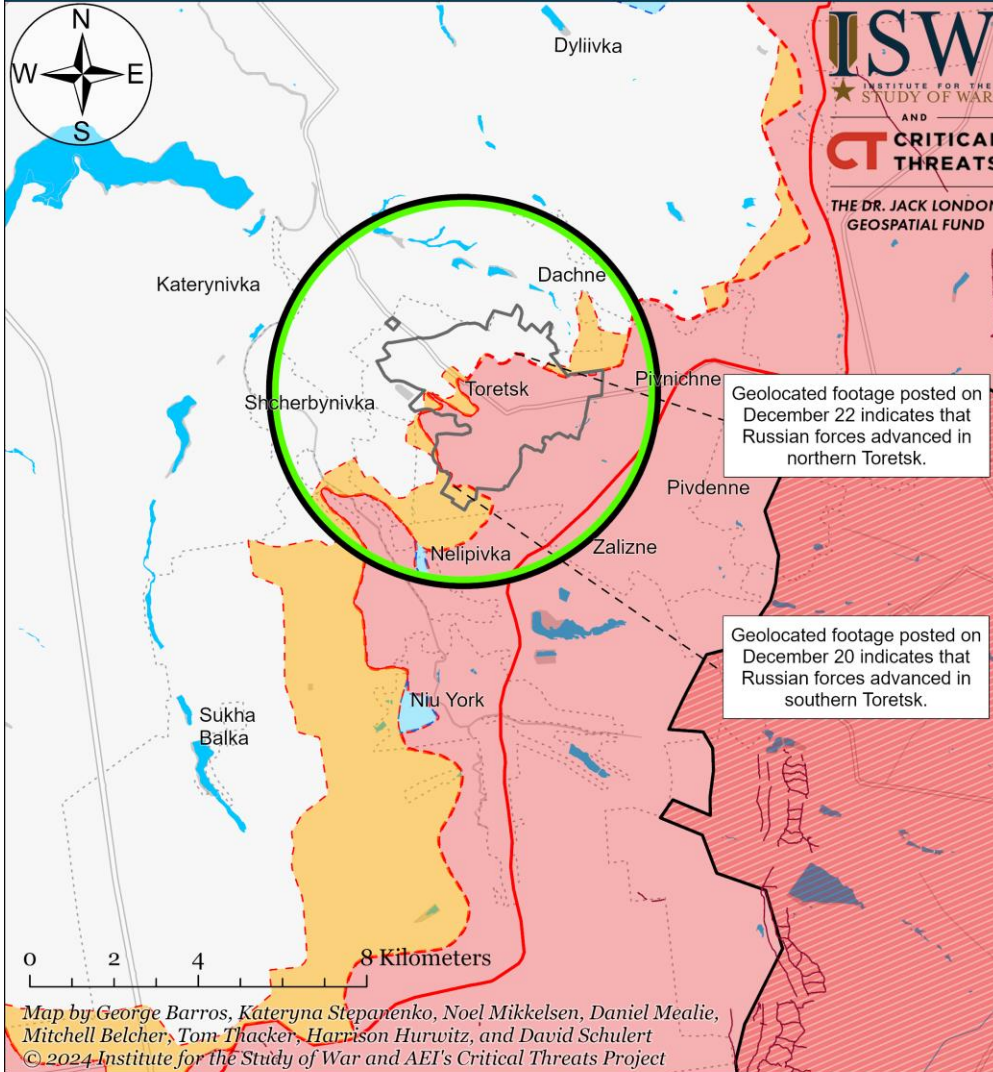 N
W
E
S
Dyliivka
ISW
INSTITUTE FOR THE
STUDY OF WAR
AND
CT CRITICAL
THREATS
THE DR. JACK LONDON
GEOSPATIAL FUND
Katerynivka
Dachne
Shcherbynivka
Toretsk
Pivnichne
Geolocated footage posted on
December 22 indicates that
Russian forces advanced in
northern Toretsk.
Pivdenne
Nelipivka
Zalizne
Geolocated footage posted on
December 20 indicates that
Russian forces advanced in
southern Toretsk.
Niu York
Sukha
Balka
0 2 4 8 Kilometers
Map by George Barros, Kateryna Stepanenko, Noel Mikkelsen, Daniel Mealie,
Mitchell Belcher, Tom Thacker, Harrison Hurwitz, and David Schulert
© 2024 Institute for the Study of War and AEI's Critical Threats Project